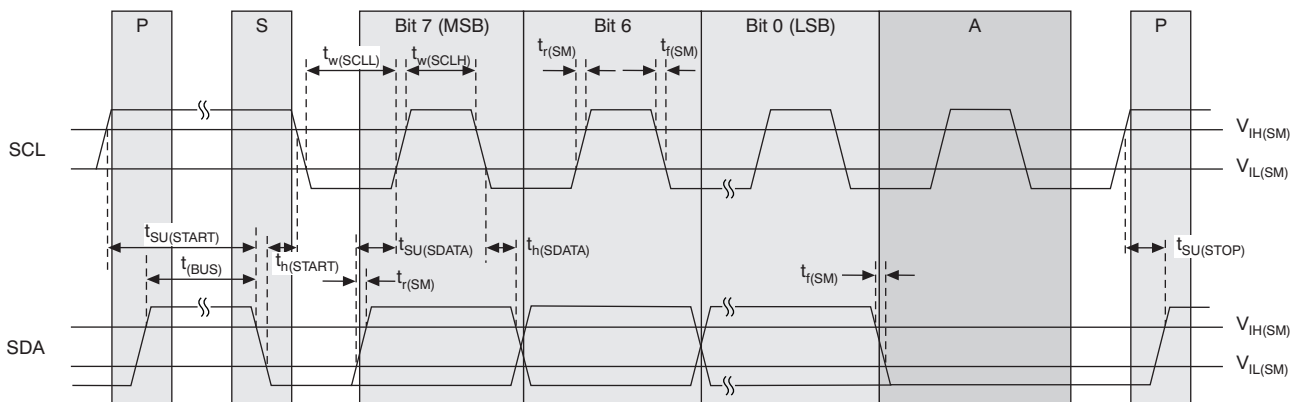 P S Bit 7 (MSB) Bit 6 Bit 0 (LSB) A P
tw(SCLL) tw(SCLH) tr(SM) tf(SM)
VIH(SM)
SCL
VIL(SM)
tSU(START) th(START) tSU(SDATA) th(SDATA) tSU(STOP)
t(BUS) tr(SM) tf(SM)
VIH(SM)
SDA
VIL(SM)